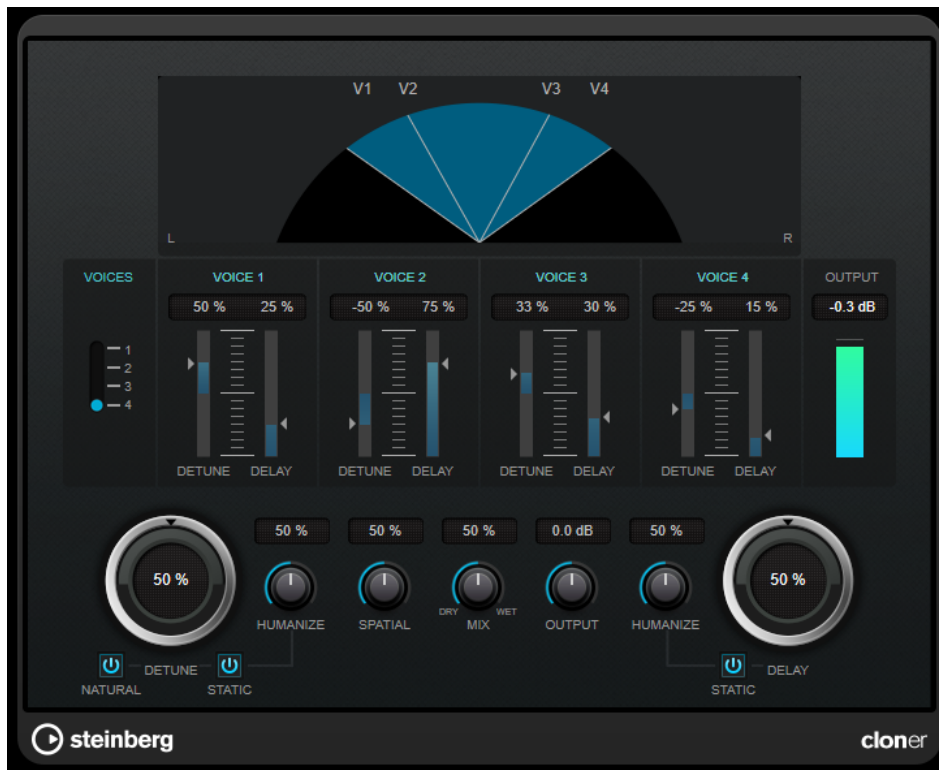 V1 V2 V3 V4
L R
VOICES VOICE 1 VOICE 2 VOICE 3 VOICE 4 OUTPUT
50 % 25 % -50 % 75 % 33 % 30 % -25 % 15 % -0.3 dB
1
2
3
4
DETUNE DELAY DETUNE DELAY DETUNE DELAY DETUNE DELAY
50 % 50 % 50 % 0.0 dB 50 %
50 % 50 %
DRY WET
HUMANIZE SPATIAL MIX OUTPUT HUMANIZE
DETUNE DELAY
NATURAL STATIC STATIC
steinberg cloner